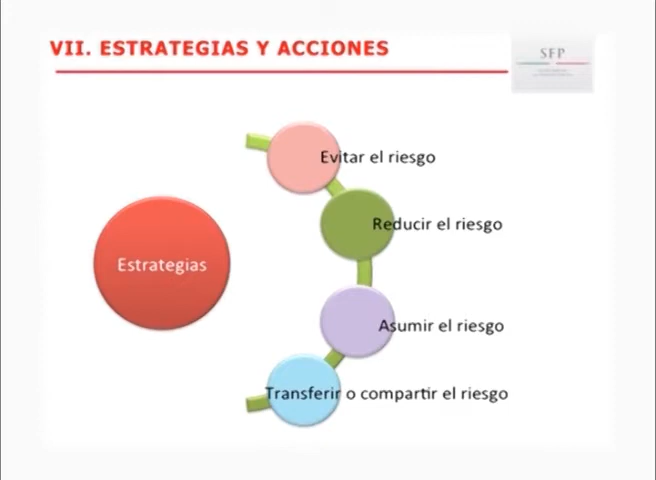 VII. ESTRATEGIAS Y ACCIONES
SFP
Evitar el riesgo
Reducir el riesgo
Estrategias
Asumir el riesgo
Transferir o compartir el riesgo